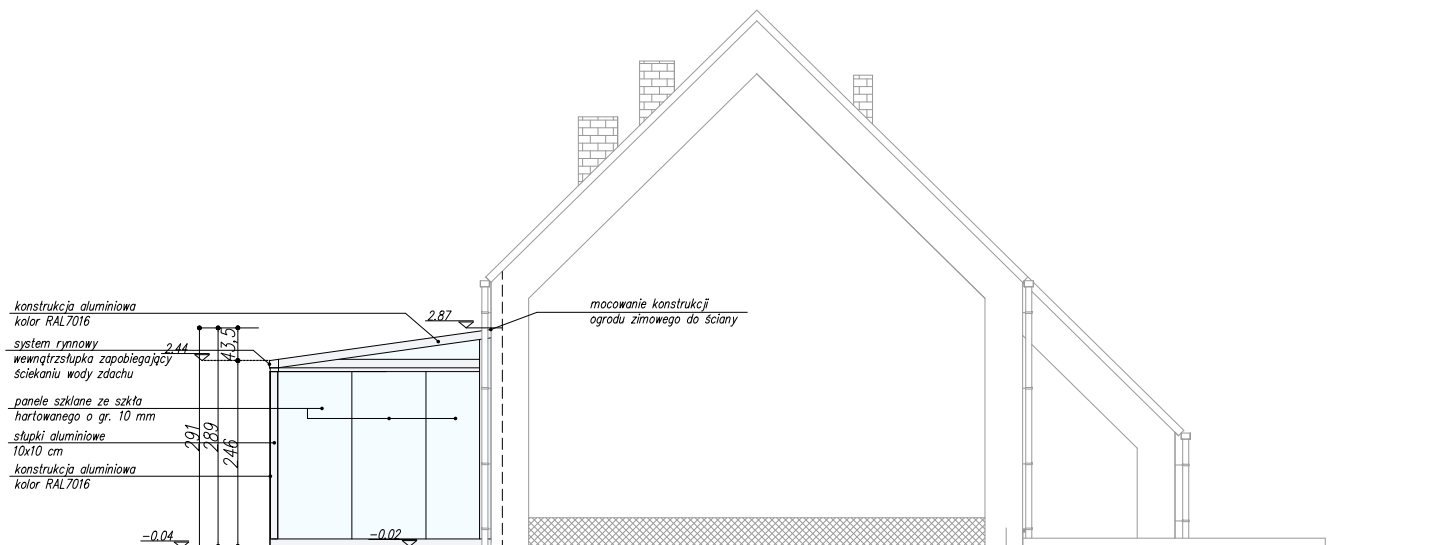 konstrukcja aluminiowa
kolor RAL7016
system rynnowy
wewnątrzsłupka zapobiegający
ściekaniu wody zdachu
panele szklane ze szkła
hartowanego o gr. 10 mm
słupki aluminiowe
10x10 cm
konstrukcja aluminiowa
kolor RAL7016
2.87
2.44
43,5
291
289
246
-0.04
-0.02
mocowanie konstrukcji
ogrodu zimowego do ściany